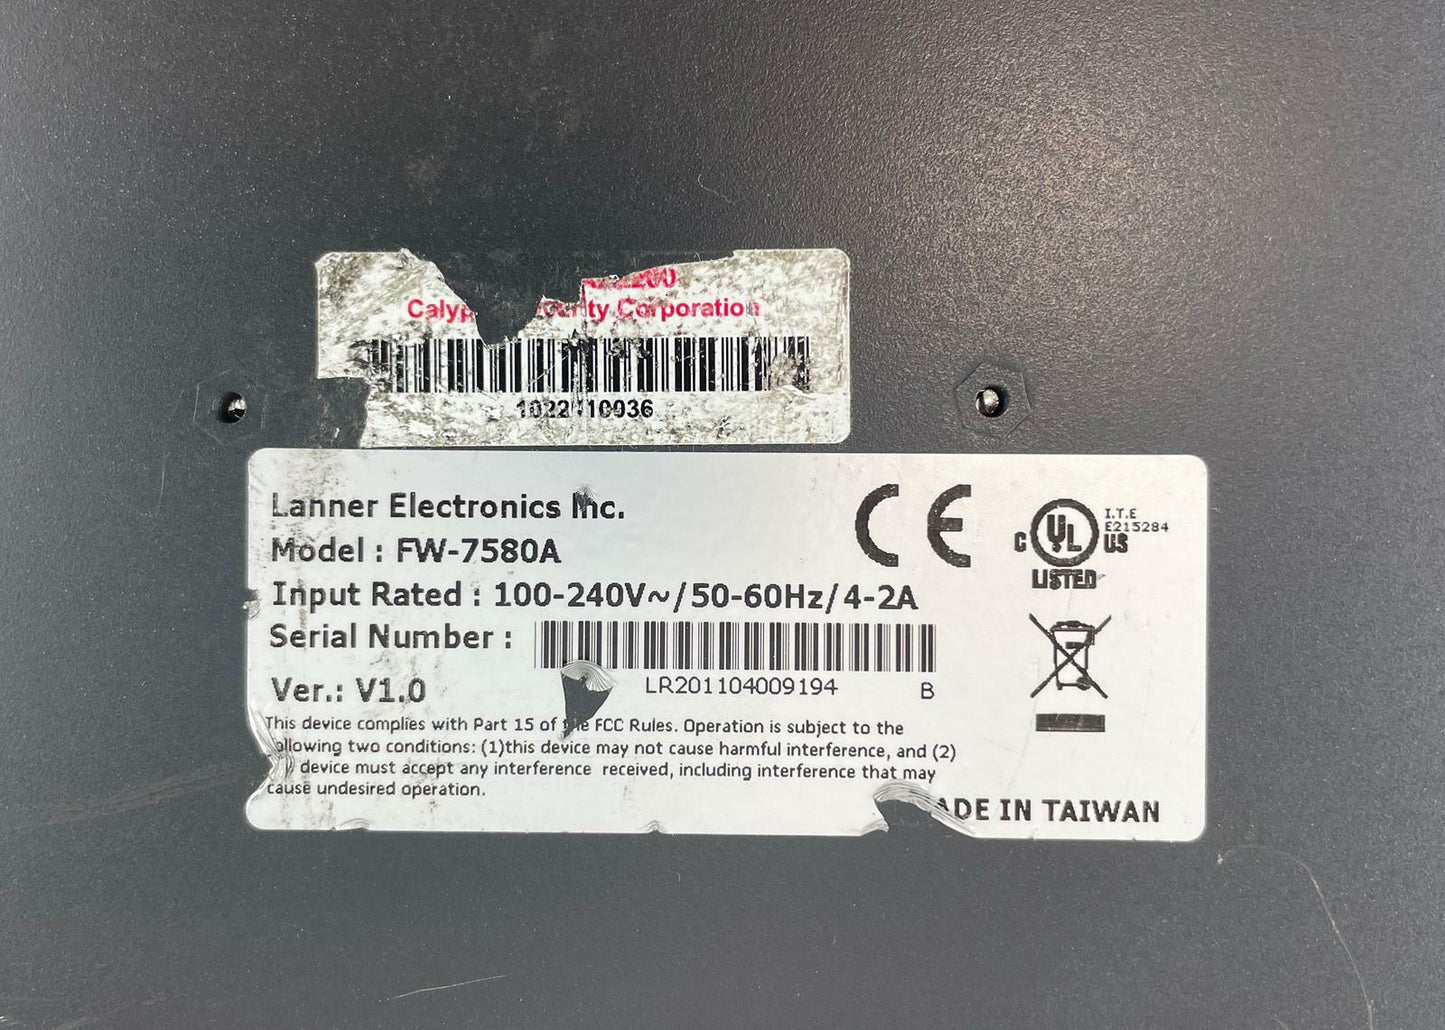 Corporation
Lanner Electronics Inc.
Model : FW-7580A
Input Rated : 100-240V~/50-60Hz/4-2A
Serial Number :
LR201104009194 B
Ver.: V1.0
This device complies with Part 15 of the FCC Rules. Operation is subject to the
following two conditions: (1)this device may not cause harmful interference, and (2)
device must accept any interference received, including interference that may
cause undesired operation.
CE
C UL US
LISTED
I.T.E
E215284
MADE IN TAIWAN